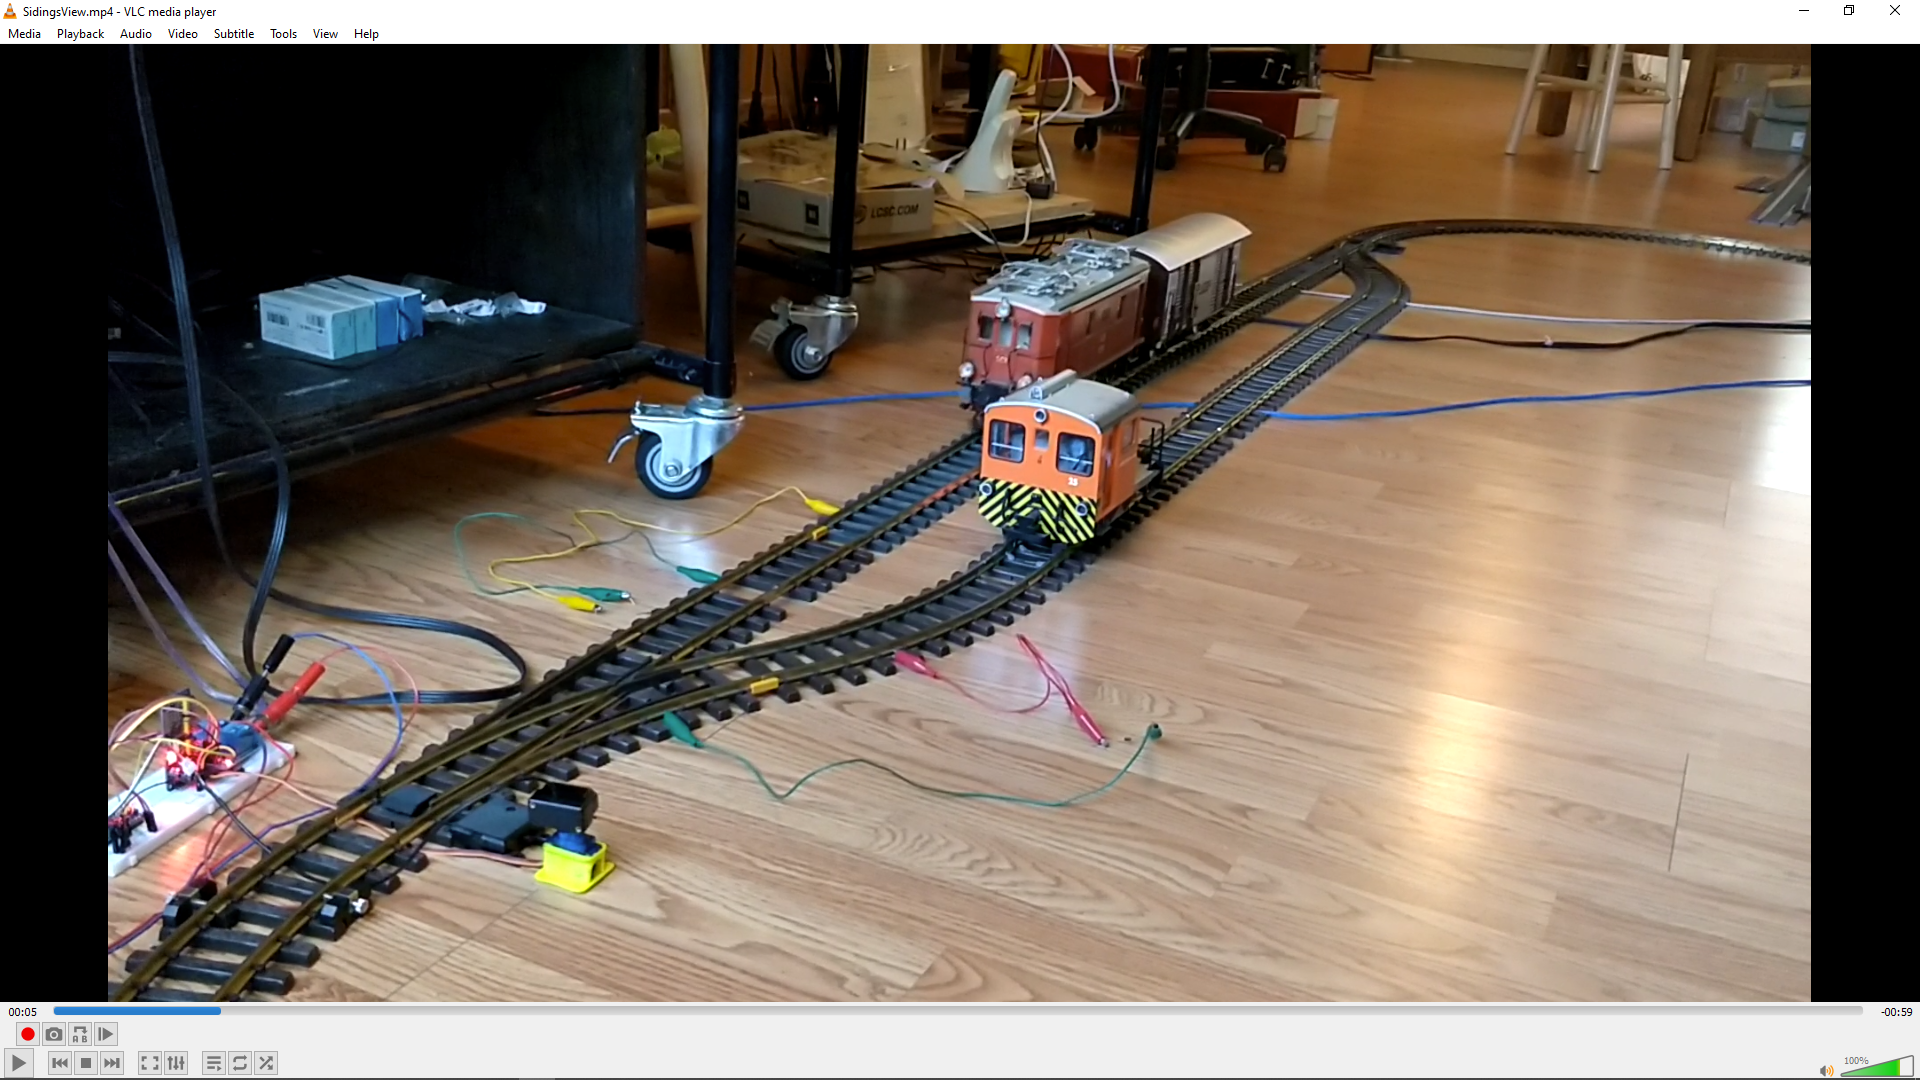 SidingsView.mp4 - VLC media player
Media Playback Audio Video Subtitle Tools View Help
LCSC.COM
23
00:05
-00:59
A B
100%